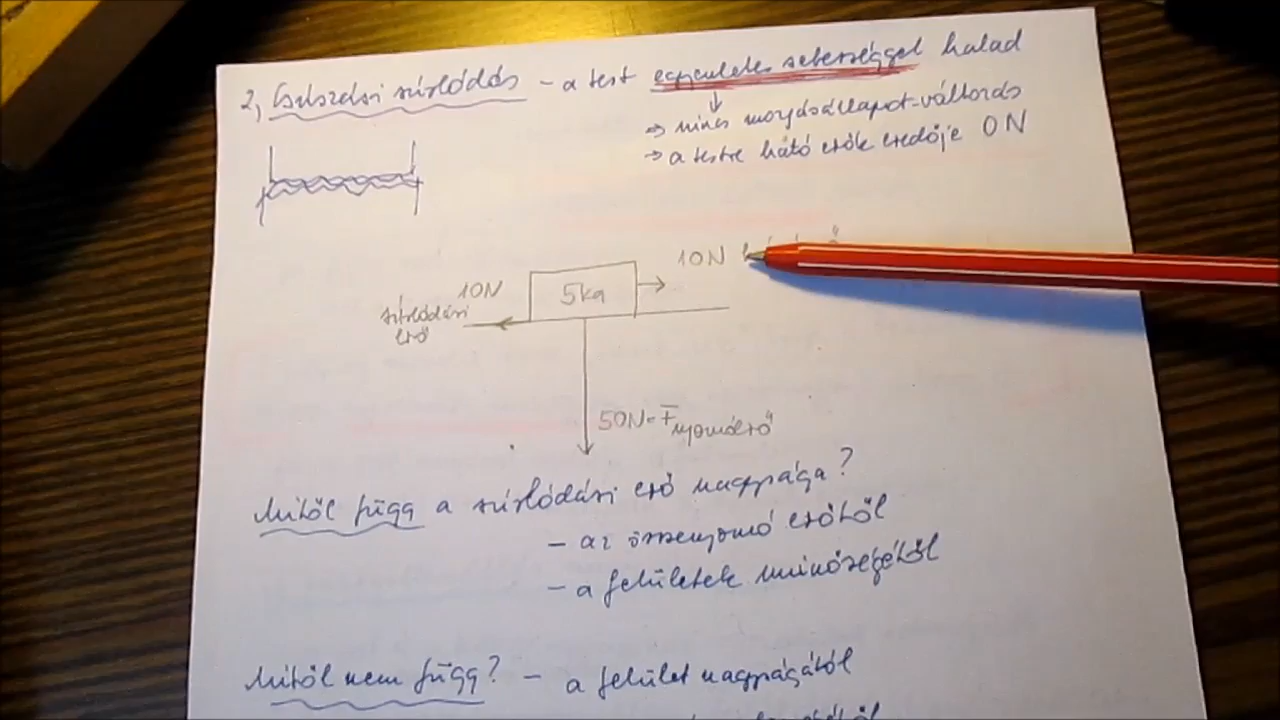 2, Csúszási súrlódás - a test egyenletes sebességgel halad
→ nincs mozgásállapot-változás
→ a testre ható erők eredője 0 N
10N
10N
5kg
súrlódási
erő
50N = F nyomóerő
Mitől függ a súrlódási erő nagysága?
- az összenyomó erőtől
- a felületek minőségétől
Mitől nem függ? - a felület nagyságától